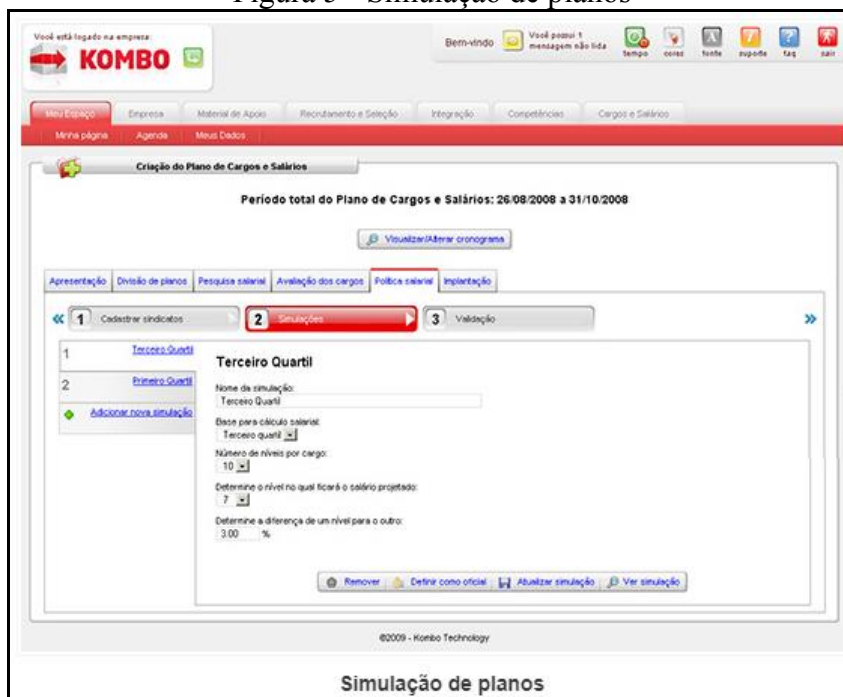 Figura 5 - Simulação de planos
Você está logado na empresa:
KOMBO
Bem-vindo
Você possui 1
mensagem não lida
tempo cores fonte suporte faq sair
Meu Espaço Empresa Material de Apoio Recrutamento e Seleção Integração Competências Cargos e Salários
Minha página Agenda Meus Dados
Criação do Plano de Cargos e Salários
Período total do Plano de Cargos e Salários: 26/08/2008 a 31/10/2008
Visualizar/Alterar cronograma
Apresentação Divisão de planos Pesquisa salarial Avaliação dos cargos Política salarial Implantação
1 Cadastrar sindicatos 2 Simulações 3 Validação
1 Terceiro Quartil
2 Primeiro Quartil
Adicionar nova simulação
Terceiro Quartil
Nome da simulação:
Terceiro Quartil
Base para cálculo salarial:
Terceiro quartil
Número de níveis por cargo:
10
Determine o nível no qual ficará o salário projetado:
7
Determine a diferença de um nível para o outro:
3.00 %
Remover Definir como oficial Atualizar simulação Ver simulação
©2009 - Kombo Technology
Simulação de planos